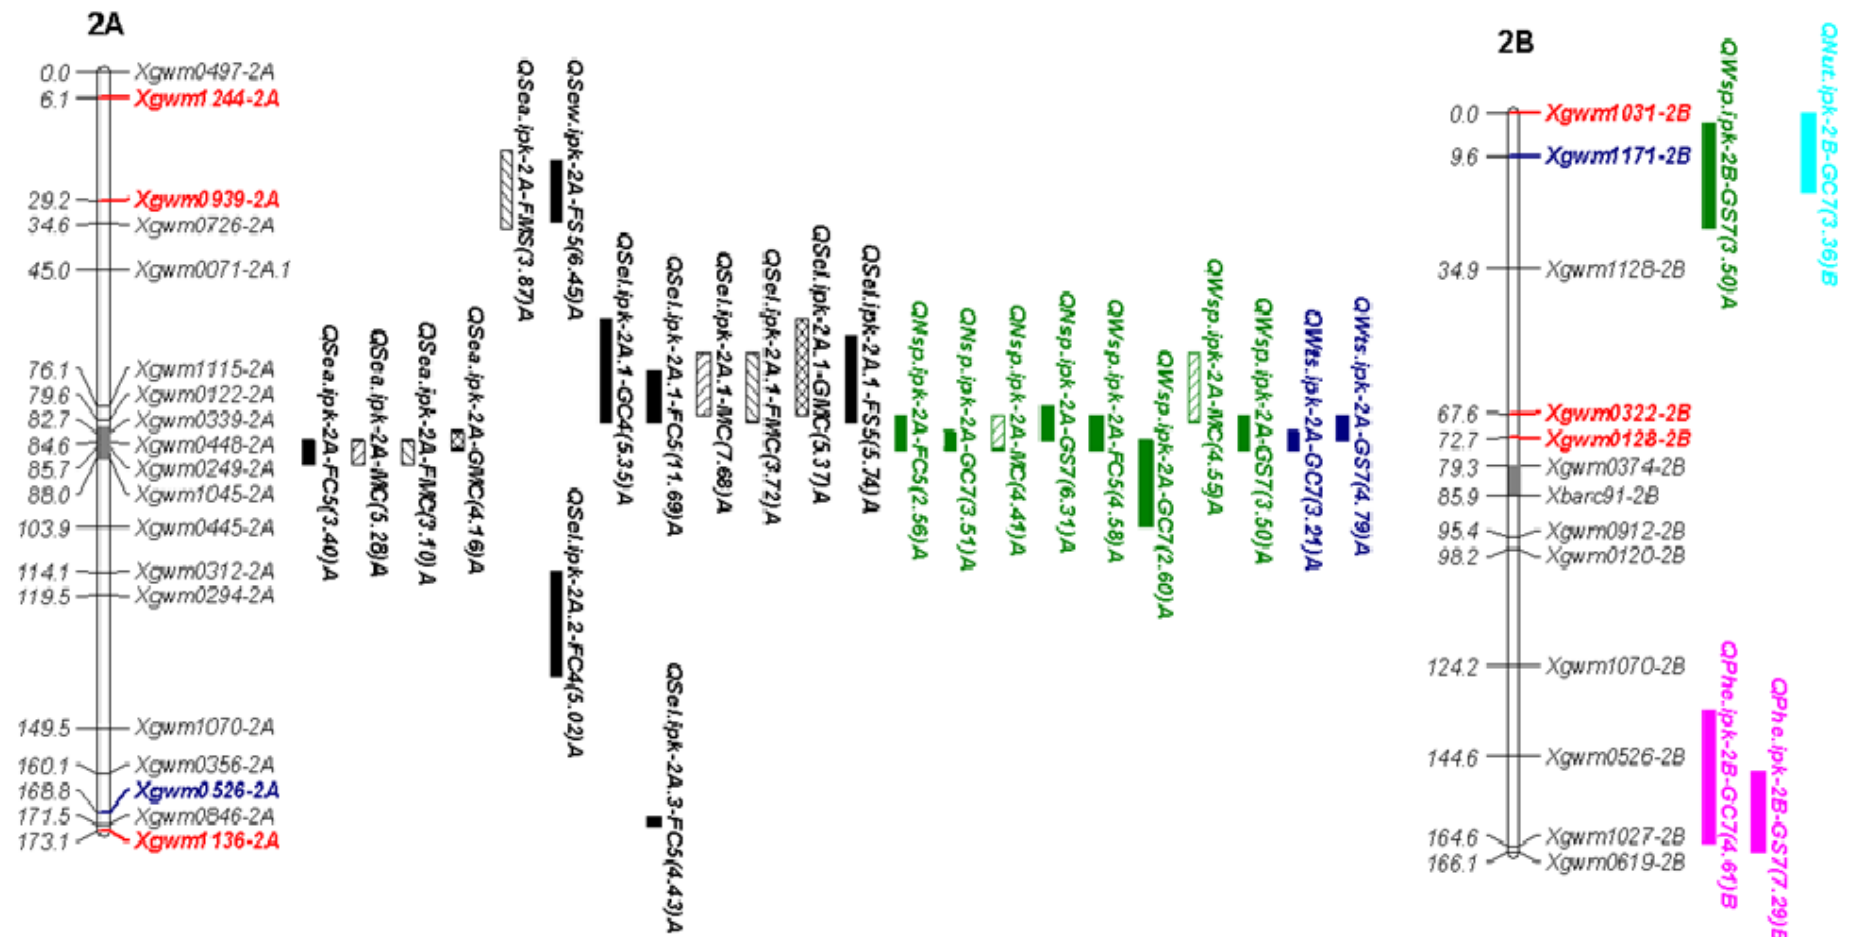 2A
0.0 Xgwm0497-2A
6.1 Xgwm1244-2A
29.2 Xgwm0939-2A
34.6 Xgwm0726-2A
45.0 Xgwm0071-2A.1
76.1 Xgwm1115-2A
79.6 Xgwm0122-2A
82.7 Xgwm0339-2A
84.6 Xgwm0448-2A
85.7 Xgwm0249-2A
88.0 Xgwm1045-2A
103.9 Xgwm0445-2A
114.1 Xgwm0312-2A
119.5 Xgwm0294-2A
149.5 Xgwm1070-2A
160.1 Xgwm0356-2A
168.8 Xgwm0526-2A
171.5 Xgwm0846-2A
173.1 Xgwm1136-2A
QSea.ipk-2A-FC5(3.40)A
QSea.ipk-2A-MC(5.28)A
QSea.ipk-2A-FMC(3.10)A
QSea.ipk-2A-GMC(4.16)A
QSea.ipk-2A-FMS(3.87)A
QSew.ipk-2A-FS5(6.45)A
QSel.ipk-2A.2-FC4(5.02)A
QSel.ipk-2A.1-GC4(5.35)A
QSel.ipk-2A.1-FC5(11.69)A
QSel.ipk-2A.3-FC5(4.43)A
QSel.ipk-2A.1-MC(7.68)A
QSel.ipk-2A.1-FMC(3.72)A
QSel.ipk-2A.1-GMC(5.37)A
QSel.ipk-2A.1-FS5(5.74)A
QNsp.ipk-2A-FC5(2.56)A
QNsp.ipk-2A-GC7(3.51)A
QNsp.ipk-2A-MC(4.41)A
QNsp.ipk-2A-GS7(6.31)A
QWsp.ipk-2A-FC5(4.58)A
QWsp.ipk-2A-GC7(2.60)A
QWsp.ipk-2A-MC(4.55)A
QWsp.ipk-2A-GS7(3.50)A
QWts.ipk-2A-GC7(3.21)A
QWts.ipk-2A-GS7(4.79)A
2B
0.0 Xgwm1031-2B
9.6 Xgwm1171-2B
34.9 Xgwm1128-2B
67.6 Xgwm0322-2B
72.7 Xgwm0128-2B
79.3 Xgwm0374-2B
85.9 Xbarc91-2B
95.4 Xgwm0912-2B
98.2 Xgwm0120-2B
124.2 Xgwm1070-2B
144.6 Xgwm0526-2B
164.6 Xgwm1027-2B
166.1 Xgwm0619-2B
QWsp.ipk-2B-GS7(3.50)A
QNut.ipk-2B-GC7(3.36)B
QPhe.ipk-2B-GC7(4.61)B
QPhe.ipk-2B-GS7(7.29)B